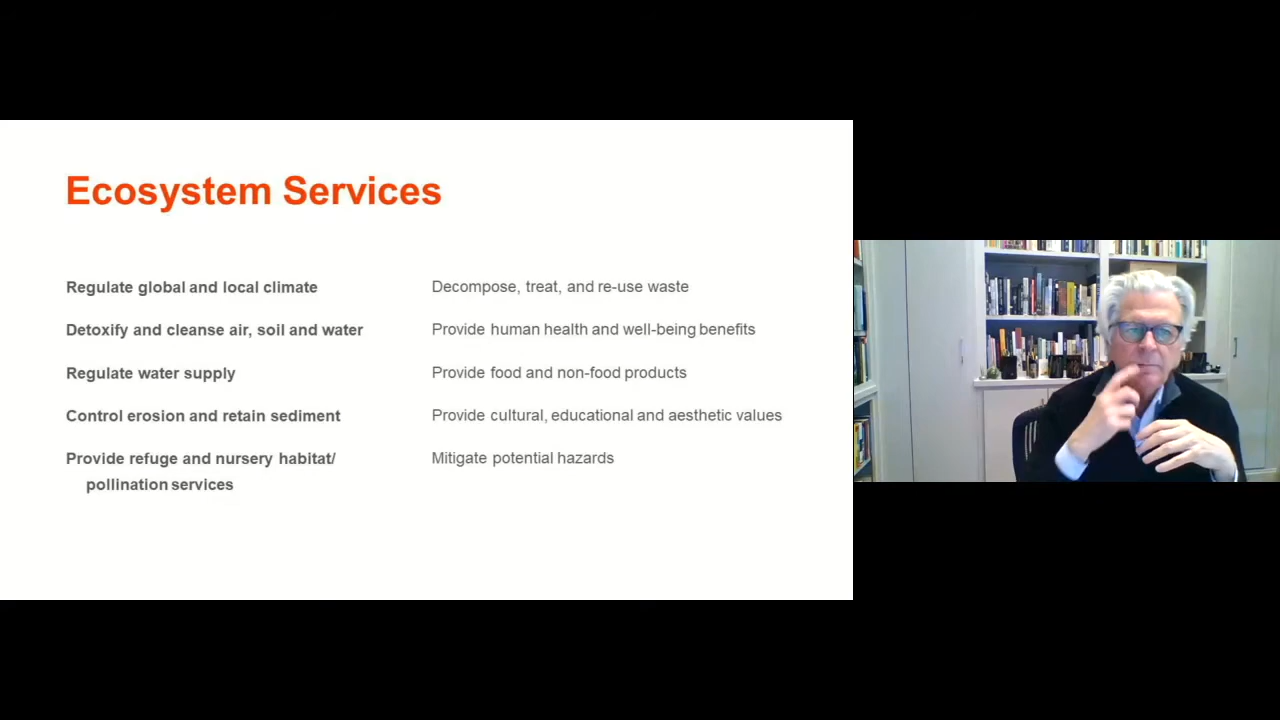 Ecosystem Services
Regulate global and local climate
Detoxify and cleanse air, soil and water
Regulate water supply
Control erosion and retain sediment
Provide refuge and nursery habitat/
pollination services
Decompose, treat, and re-use waste
Provide human health and well-being benefits
Provide food and non-food products
Provide cultural, educational and aesthetic values
Mitigate potential hazards